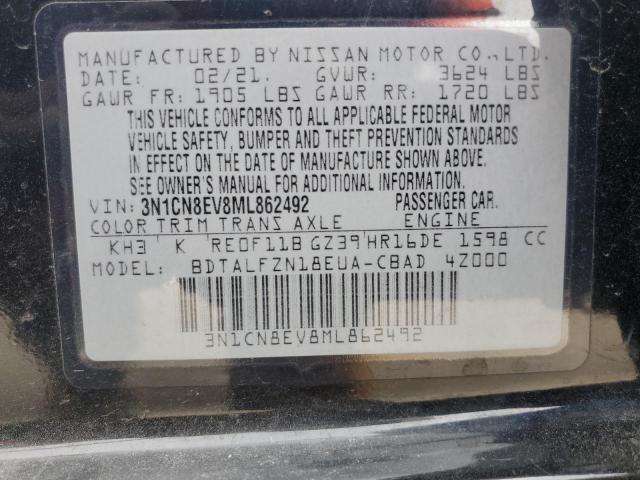 MANUFACTURED BY NISSAN MOTOR CO., LTD.
DATE: 02/21. GVWR: 3624 LBS
GAWR FR: 1905 LBS GAWR RR: 1720 LBS
THIS VEHICLE CONFORMS TO ALL APPLICABLE FEDERAL MOTOR
VEHICLE SAFETY, BUMPER AND THEFT PREVENTION STANDARDS
IN EFFECT ON THE DATE OF MANUFACTURE SHOWN ABOVE.
SEE OWNER'S MANUAL FOR ADDITIONAL INFORMATION.
VIN: 3N1CN8EV8ML862492 PASSENGER CAR.
COLOR TRIM TRANS AXLE ENGINE
KH3 K RE0F11B GZ39 HR16DE 1598 CC
MODEL: BDTALFZN18EUA-CBAD 4Z000
3N1CN8EV8ML862492